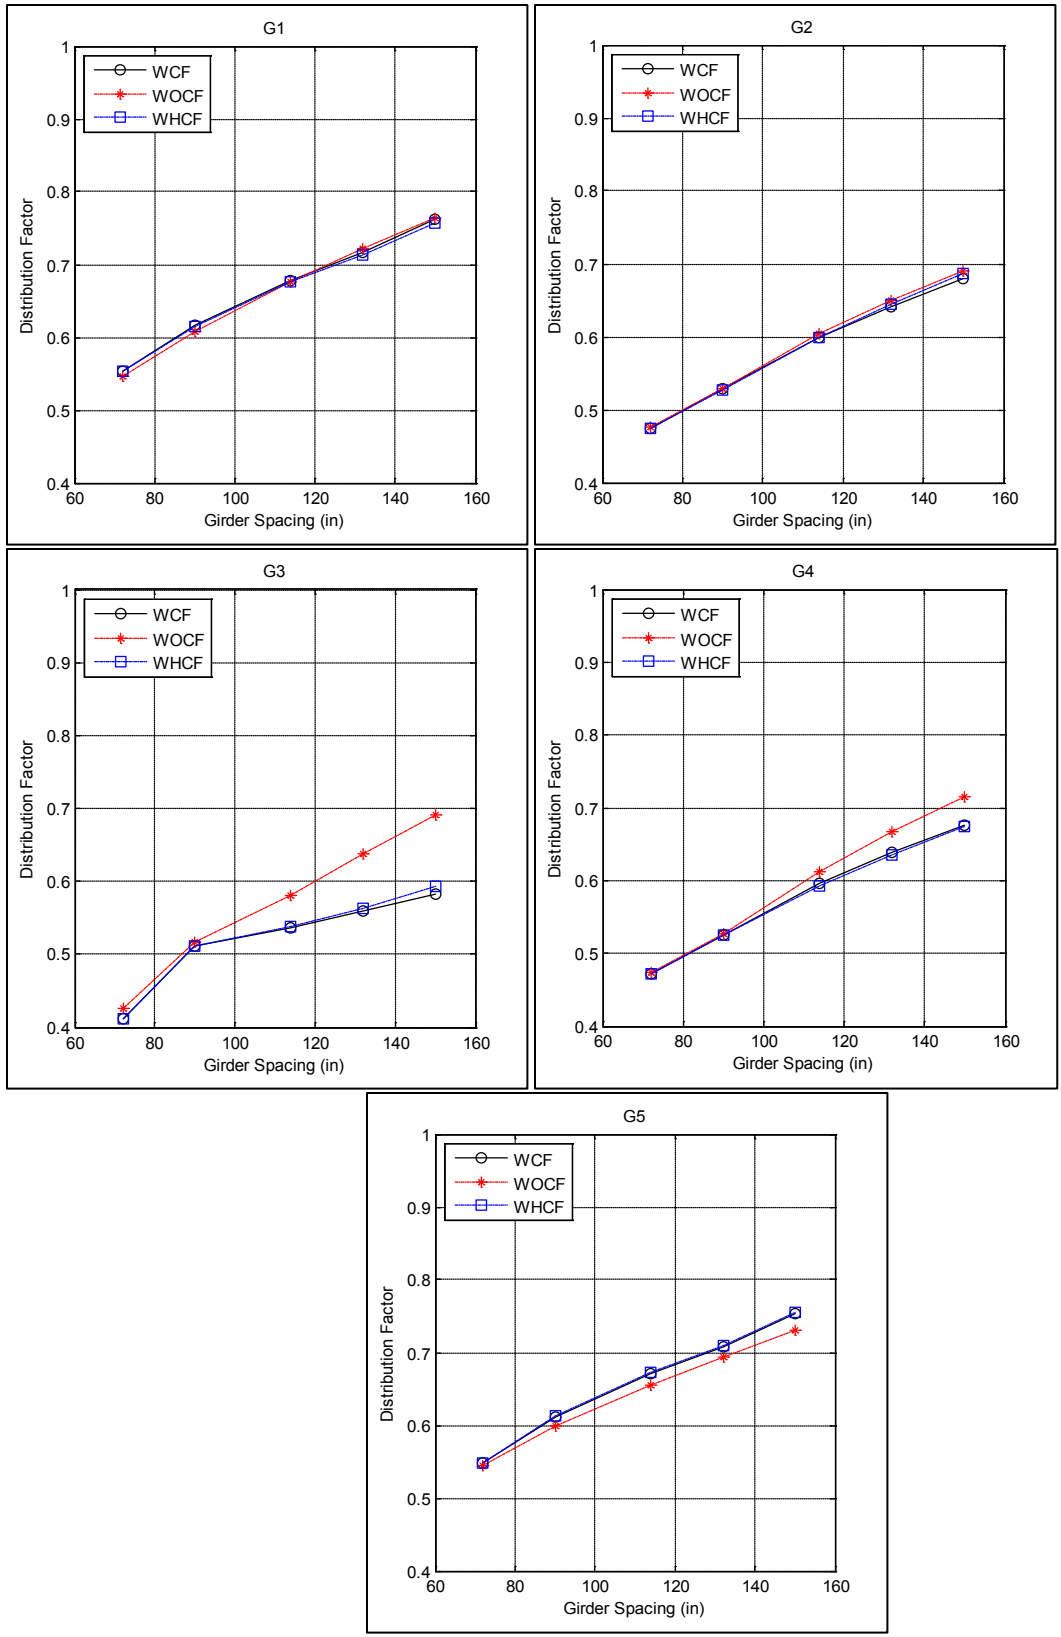 G1
1
0.9
0.8
0.7
0.6
0.5
0.4
Distribution Factor
WCF
WOCF
WHCF
60 80 100 120 140 160
Girder Spacing (in)
G2
1
0.9
0.8
0.7
0.6
0.5
0.4
Distribution Factor
WCF
WOCF
WHCF
60 80 100 120 140 160
Girder Spacing (in)
G3
1
0.9
0.8
0.7
0.6
0.5
0.4
Distribution Factor
WCF
WOCF
WHCF
60 80 100 120 140 160
Girder Spacing (in)
G4
1
0.9
0.8
0.7
0.6
0.5
0.4
Distribution Factor
WCF
WOCF
WHCF
60 80 100 120 140 160
Girder Spacing (in)
G5
1
0.9
0.8
0.7
0.6
0.5
0.4
Distribution Factor
WCF
WOCF
WHCF
60 80 100 120 140 160
Girder Spacing (in)